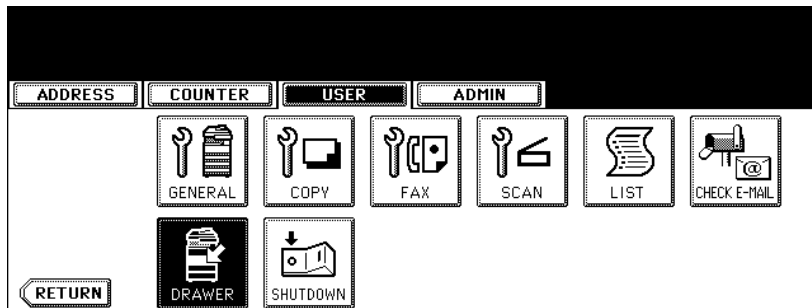 ADDRESS COUNTER USER ADMIN
GENERAL COPY FAX SCAN LIST CHECK E-MAIL
@
RETURN DRAWER SHUTDOWN